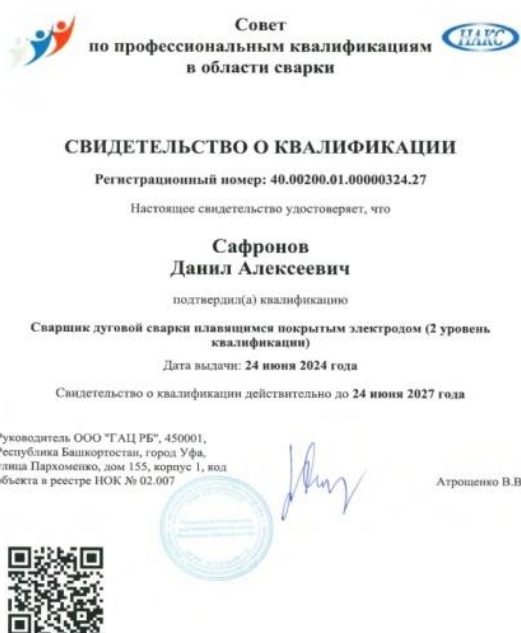 Совет
по профессиональным квалификациям
в области сварки
НАКС
СВИДЕТЕЛЬСТВО О КВАЛИФИКАЦИИ
Регистрационный номер: 40.00200.01.00000324.27
Настоящее свидетельство удостоверяет, что
Сафронов
Данил Алексеевич
подтвердил(а) квалификацию
Сварщик дуговой сварки плавящимся покрытым электродом (2 уровень
квалификации)
Дата выдачи: 24 июня 2024 года
Свидетельство о квалификации действительно до 24 июня 2027 года
Руководитель ООО "ГАЦ РБ", 450001,
Республика Башкортостан, город Уфа,
улица Пархоменко, дом 155, корпус 1, код
объекта в реестре НОК № 02.007
Атрощенко В.В